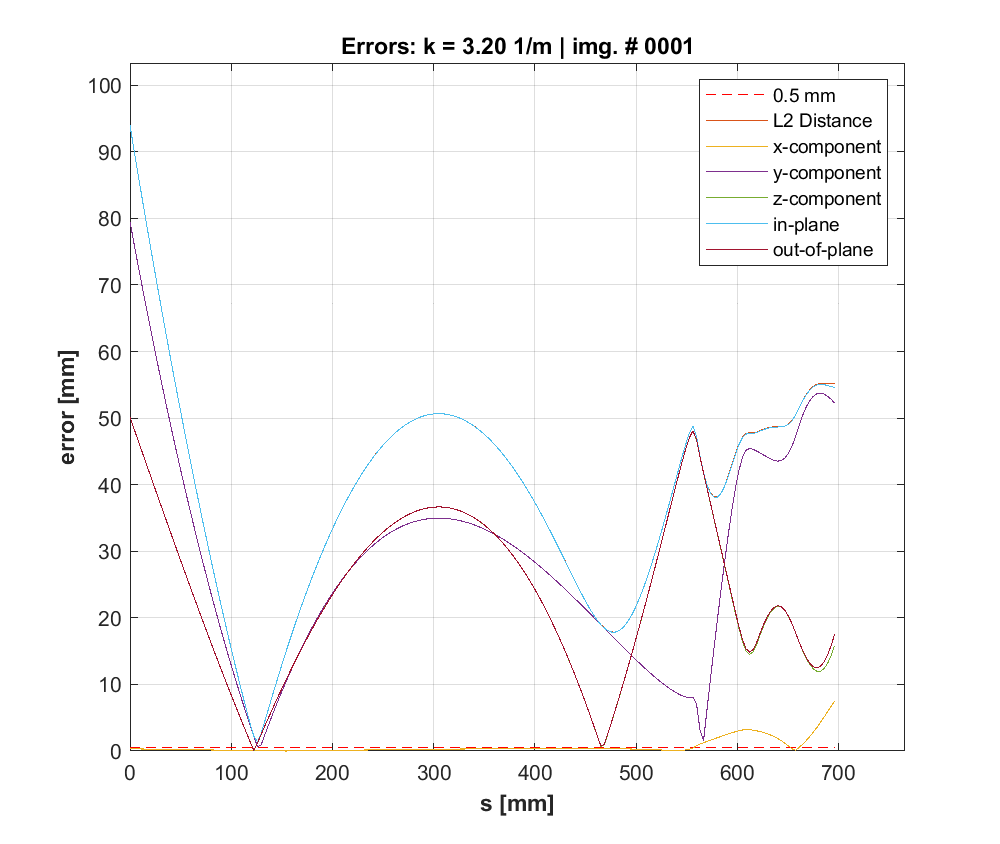 Errors: k = 3.20 1/m | img. # 0001
100
90
80
70
60
50
40
30
20
10
0
error [mm]
0 100 200 300 400 500 600 700
s [mm]
0.5 mm
L2 Distance
x-component
y-component
z-component
in-plane
out-of-plane